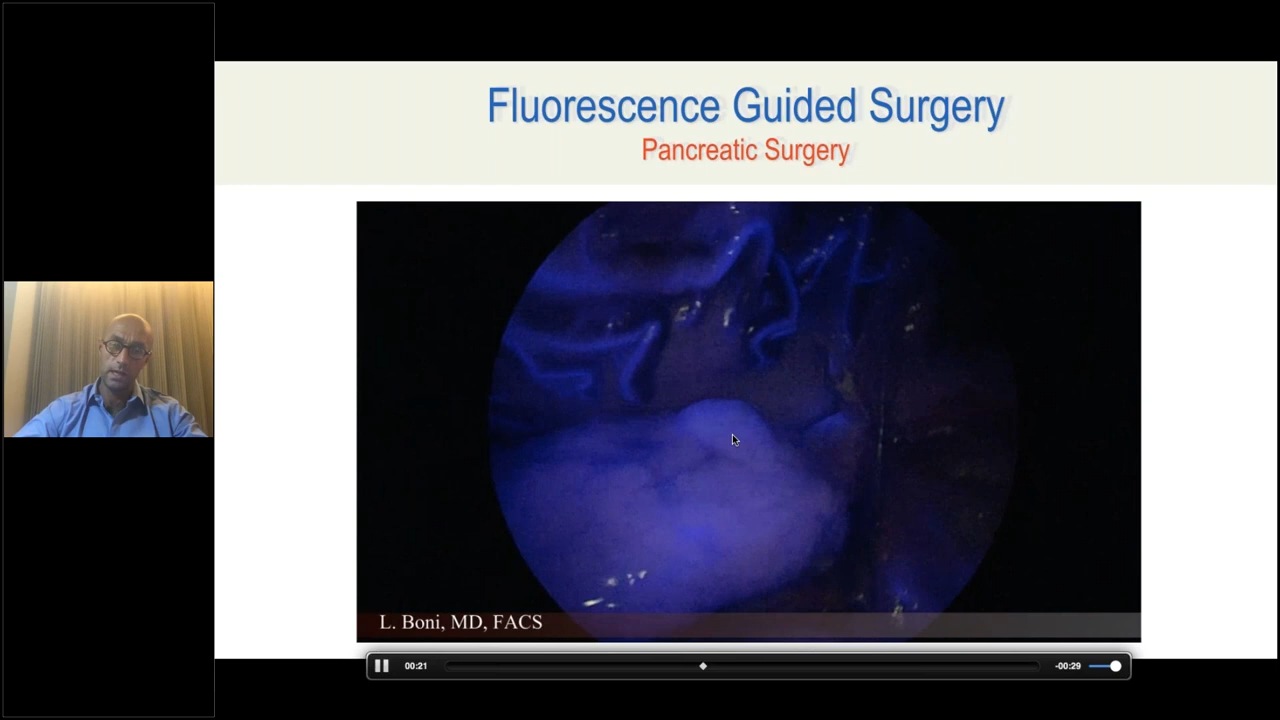 Fluorescence Guided Surgery
Pancreatic Surgery
L. Boni, MD, FACS
00:21
-00:29